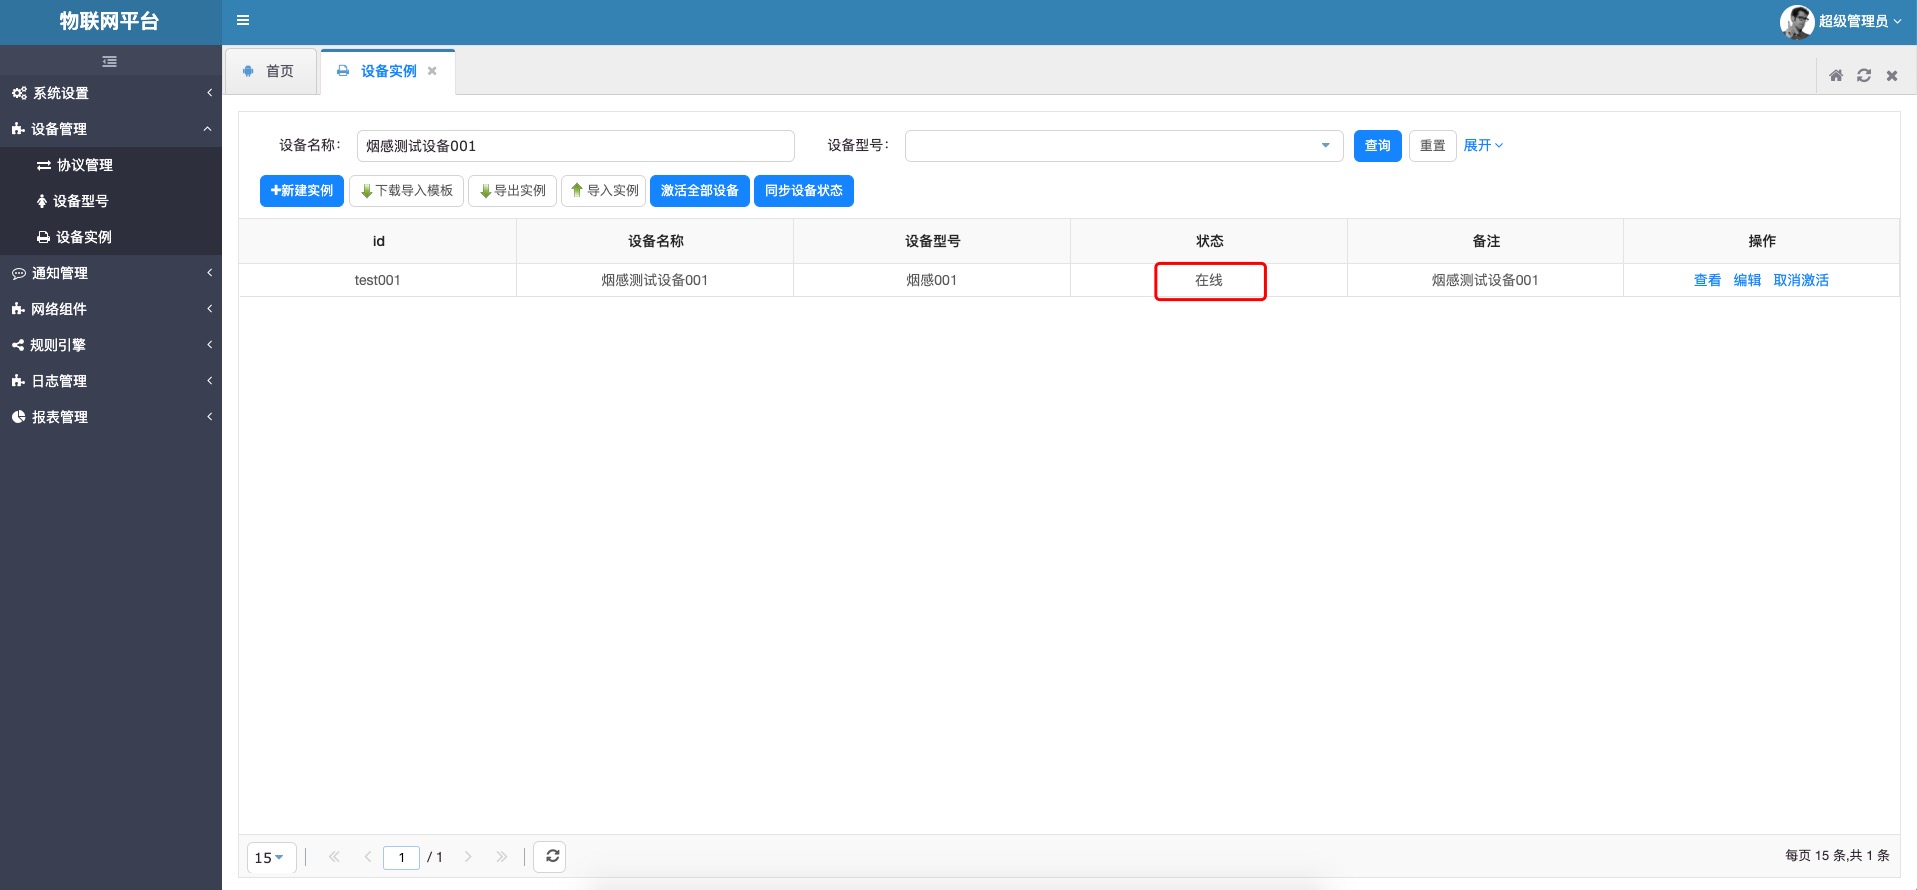 物联网平台
超级管理员
首页
设备实例
系统设置
设备管理
协议管理
设备型号
设备实例
通知管理
网络组件
规则引擎
日志管理
报表管理
设备名称: 烟感测试设备001 设备型号: 查询 重置 展开
新建实例 下载导入模板 导出实例 导入实例 激活全部设备 同步设备状态
id 设备名称 设备型号 状态 备注 操作
test001 烟感测试设备001 烟感001 在线 烟感测试设备001 查看 编辑 取消激活
15 1 / 1 每页 15 条,共 1 条